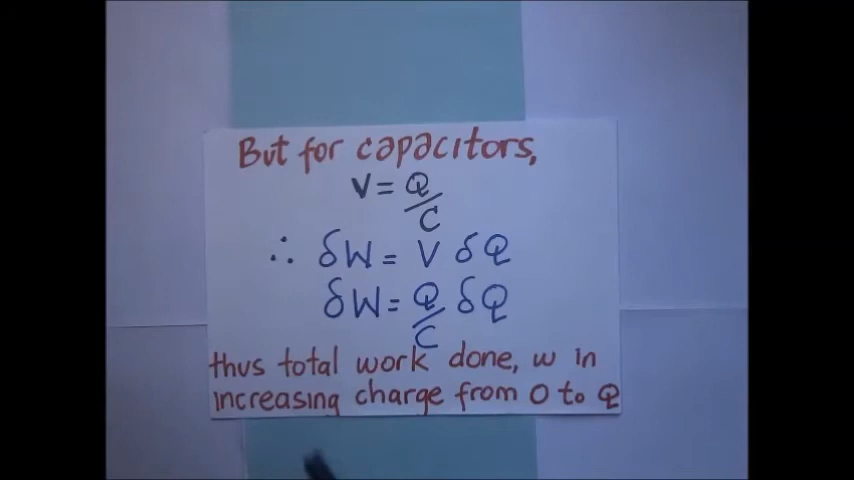 But for capacitors,
V = Q/C
∴ δW = V δQ
δW = Q/C δQ
thus total work done, w in
increasing charge from 0 to Q